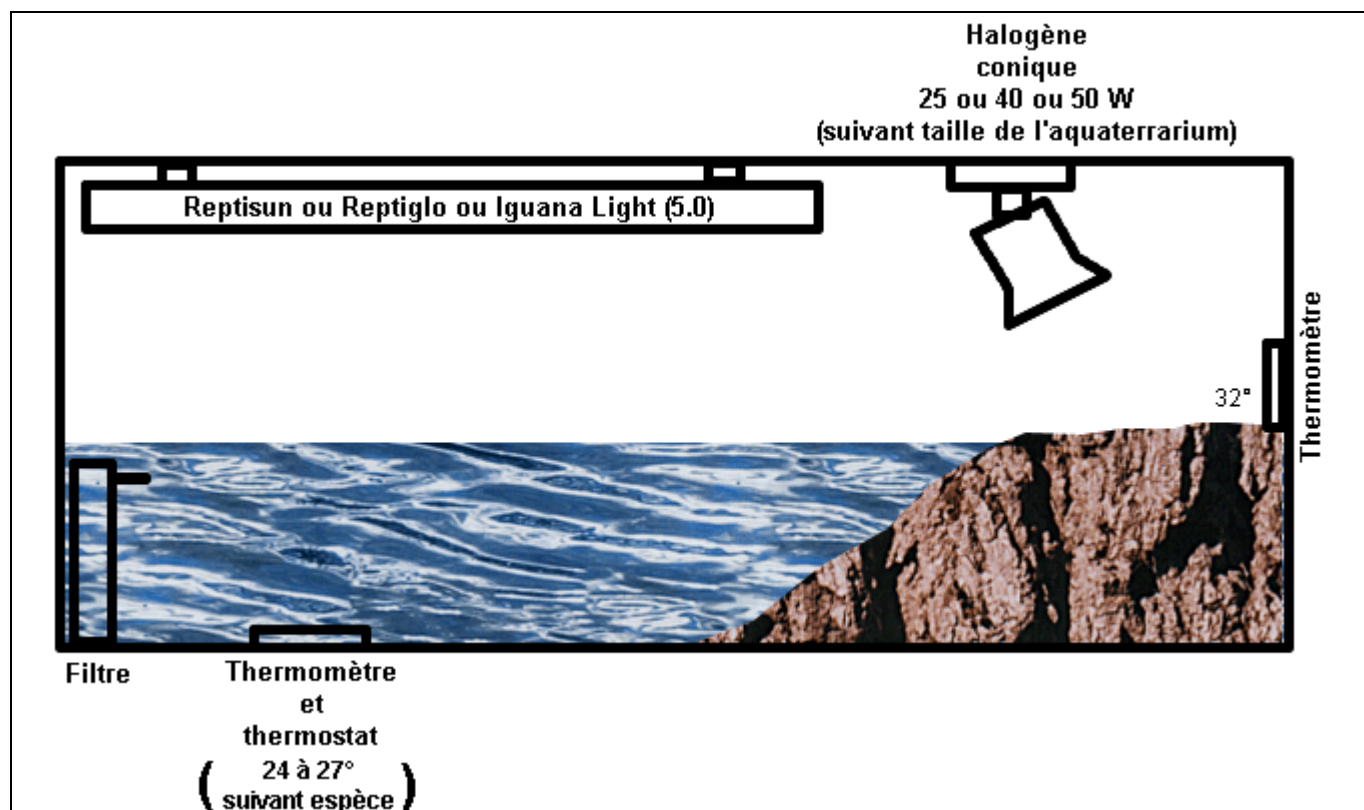 Halogène
conique
25 ou 40 ou 50 W
(suivant taille de l'aquaterrarium)
Reptisun ou Reptiglo ou Iguana Light (5.0)
32°
Thermomètre
Filtre
Thermomètre
et
thermostat
( 24 à 27°
suivant espèce )